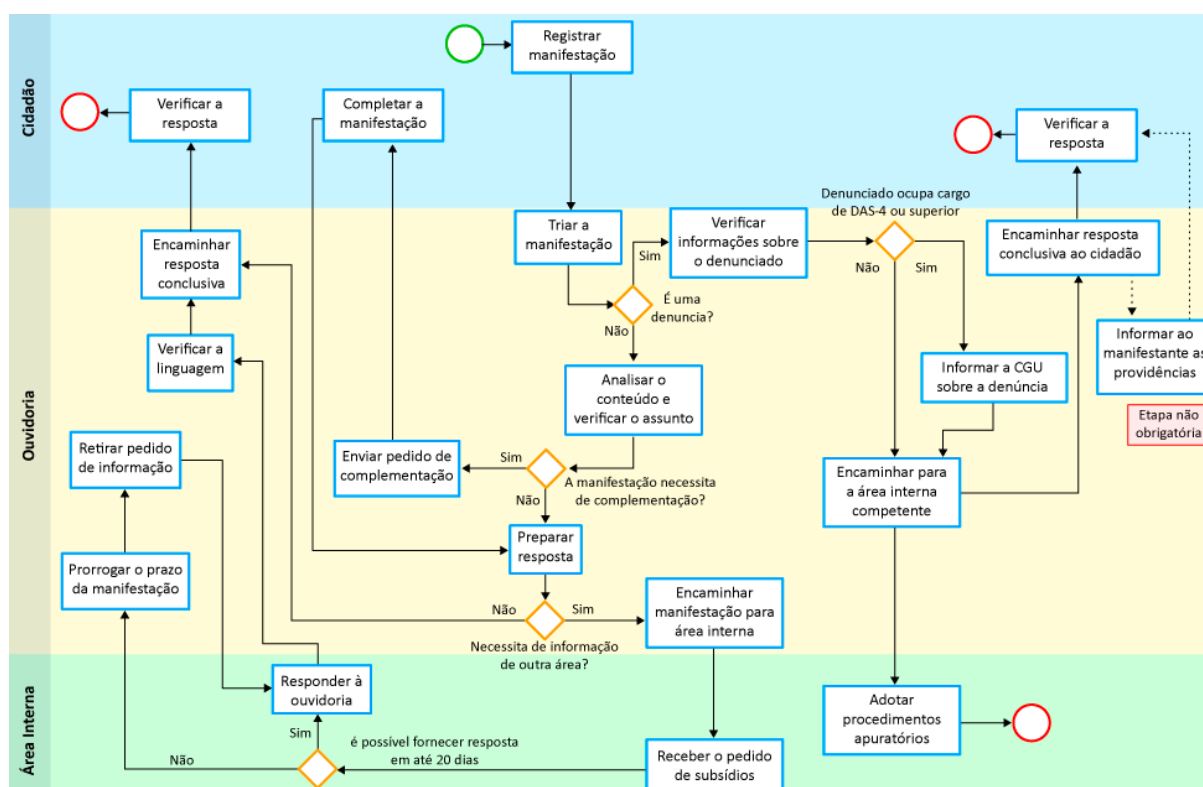 Cidadão
Registrar
manifestação
Verificar a
resposta
Completar a
manifestação
Verificar a
resposta
Ouvidoria
Triar a
manifestação
Verificar
informações sobre
o denunciado
Denunciado ocupa cargo
de DAS-4 ou superior
Encaminhar
resposta
conclusiva
Encaminhar resposta
conclusiva ao cidadão
Sim
Não
Sim
É uma
denuncia?
Não
Verificar a
linguagem
Informar ao
manifestante as
providências
Analisar o
conteúdo e
verificar o assunto
Informar a CGU
sobre a denúncia
Etapa não
obrigatória
Retirar pedido
de informação
Enviar pedido de
complementação
Sim
A manifestação necessita
de complementação?
Não
Encaminhar para
a área interna
competente
Preparar
resposta
Prorrogar o prazo
da manifestação
Encaminhar
manifestação para
área interna
Não
Sim
Necessita de informação
de outra área?
Área Interna
Responder à
ouvidoria
Adotar
procedimentos
apuratórios
Sim
é possível fornecer resposta
em até 20 dias
Não
Receber o pedido
de subsídios